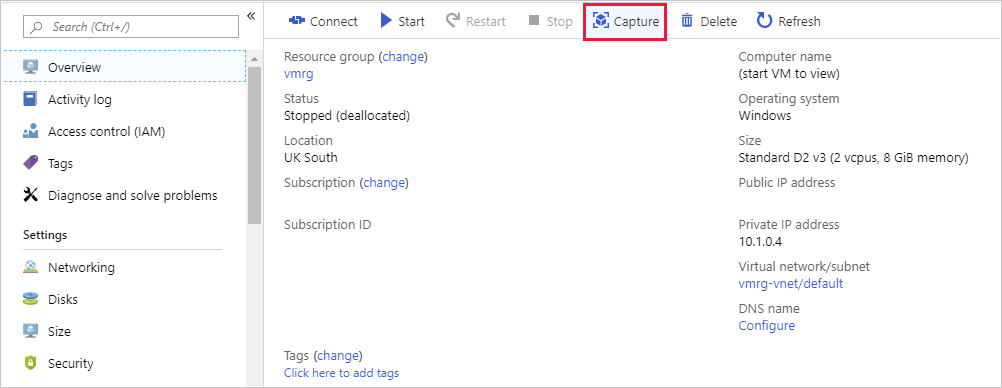 Search (Ctrl+/)
«
Overview
Activity log
Access control (IAM)
Tags
Diagnose and solve problems
Settings
Networking
Disks
Size
Security
Connect Start Restart Stop Capture Delete Refresh
Resource group (change)
vmrg
Status
Stopped (deallocated)
Location
UK South
Subscription (change)
Subscription ID
Computer name
(start VM to view)
Operating system
Windows
Size
Standard D2 v3 (2 vcpus, 8 GiB memory)
Public IP address
Private IP address
10.1.0.4
Virtual network/subnet
vmrg-vnet/default
DNS name
Configure
Tags (change)
Click here to add tags